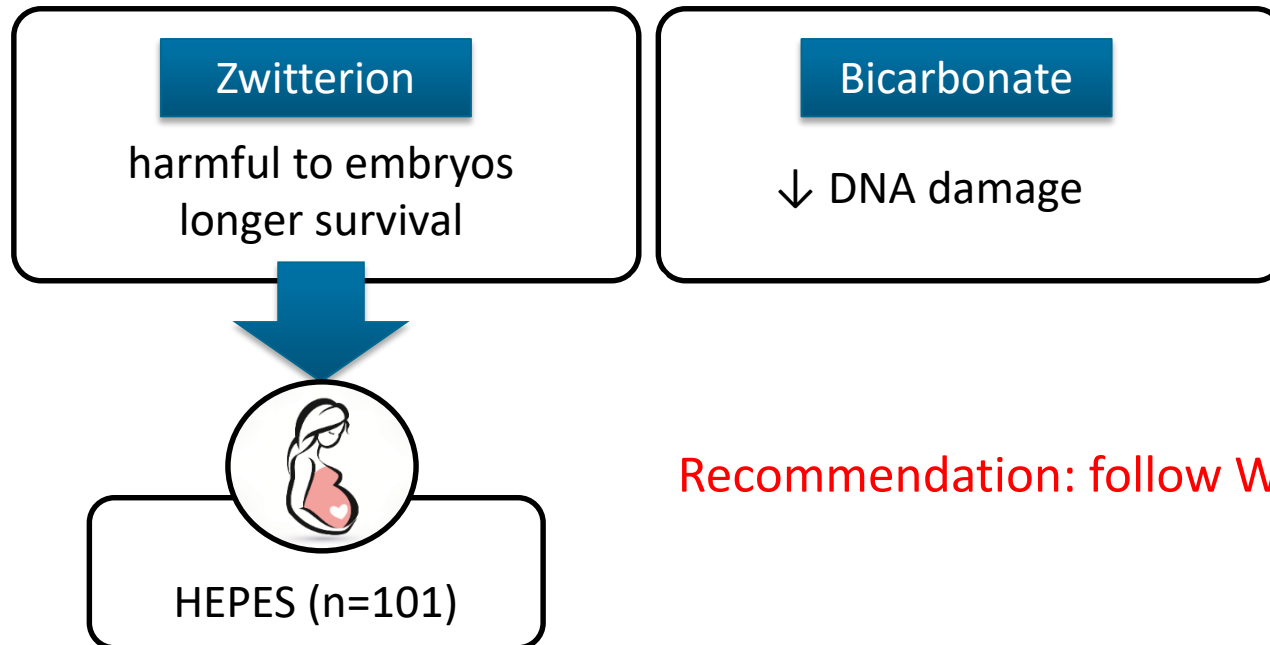 Zwitterion
harmful to embryos
longer survival
Bicarbonate
↓ DNA damage
Recommendation: follow W
HEPES (n=101)